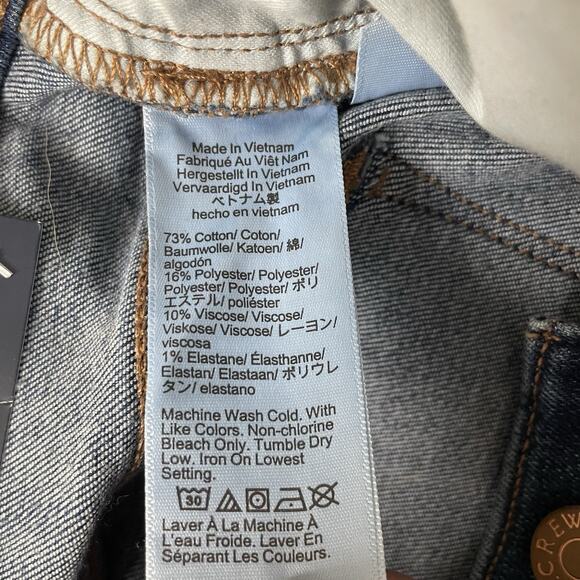 Made In Vietnam
Fabriqué Au Viêt Nam
Hergestellt In Vietnam
Vervaardigd In Vietnam
ベトナム製
hecho en vietnam
73% Cotton/ Coton/
Baumwolle/ Katoen/ 綿/
algodón
16% Polyester/ Polyester/
Polyester/ Polyester/ ポリ
エステル/ poliéster
10% Viscose/ Viscose/
Viskose/ Viscose/ レーヨン/
viscosa
1% Elastane/ Élasthanne/
Elastan/ Elastaan/ ポリウレ
タン/ elastano
Machine Wash Cold. With
Like Colors. Non-chlorine
Bleach Only. Tumble Dry
Low. Iron On Lowest
Setting.
30
Laver À La Machine À
L'eau Froide. Laver En
Séparant Les Couleurs.
C.REW